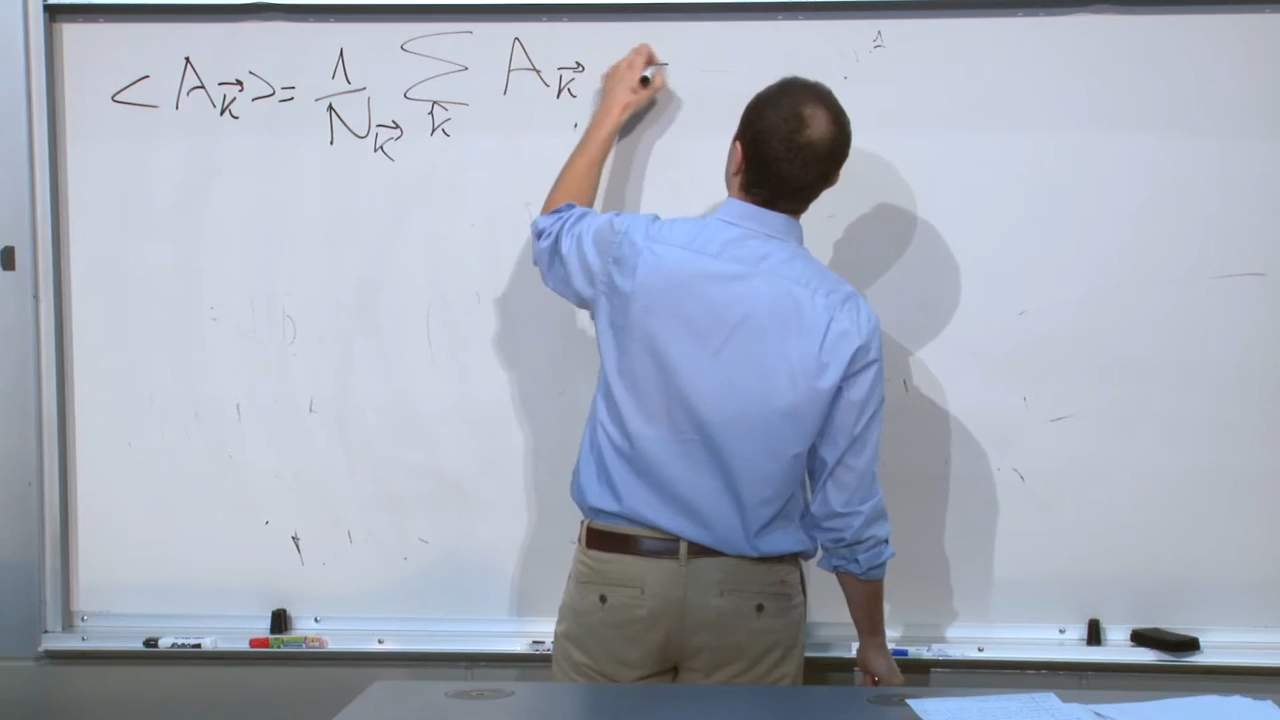 < A_k⃗ > = 1/N_k⃗ Σ_k⃗ A_k⃗